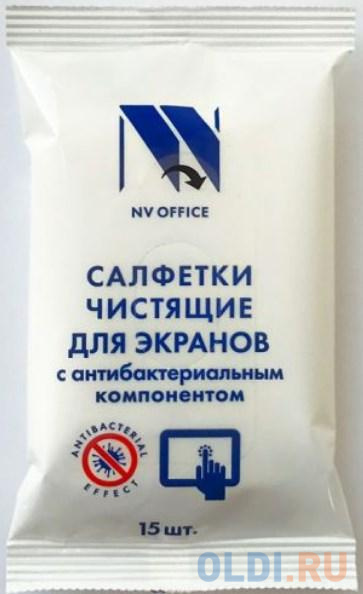 NV OFFICE
САЛФЕТКИ
ЧИСТЯЩИЕ
ДЛЯ ЭКРАНОВ
с антибактериальным
компонентом
ANTIBACTERIAL
EFFECT
15 шт.
OLDI.RU